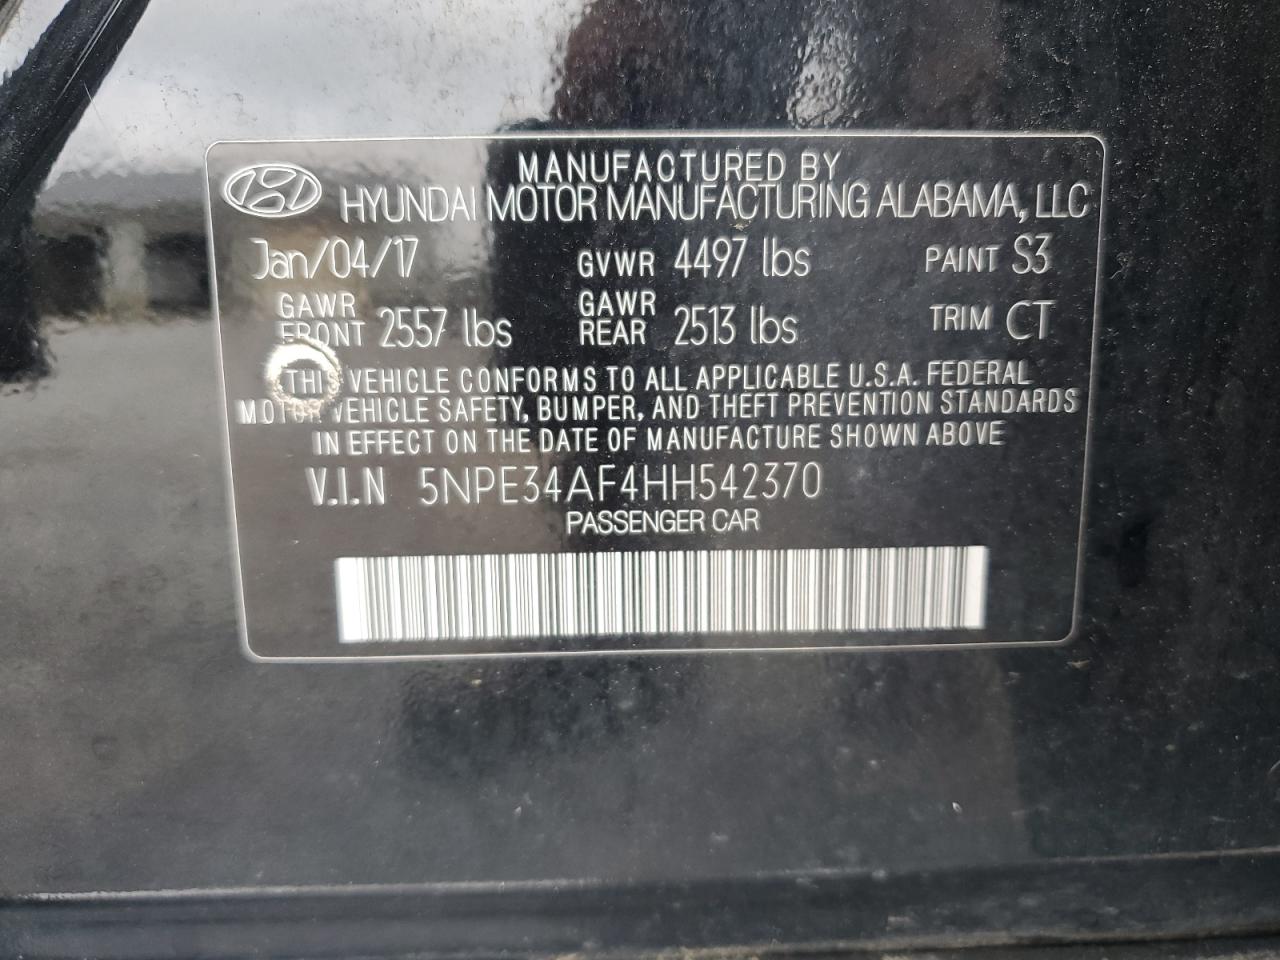 MANUFACTURED BY
HYUNDAI MOTOR MANUFACTURING ALABAMA, LLC
Jan/04/17 GVWR 4497 lbs PAINT S3
GAWR FRONT 2557 lbs GAWR REAR 2513 lbs TRIM CT
THIS VEHICLE CONFORMS TO ALL APPLICABLE U.S.A. FEDERAL
MOTOR VEHICLE SAFETY, BUMPER, AND THEFT PREVENTION STANDARDS
IN EFFECT ON THE DATE OF MANUFACTURE SHOWN ABOVE
V.I.N 5NPE34AF4HH542370
PASSENGER CAR